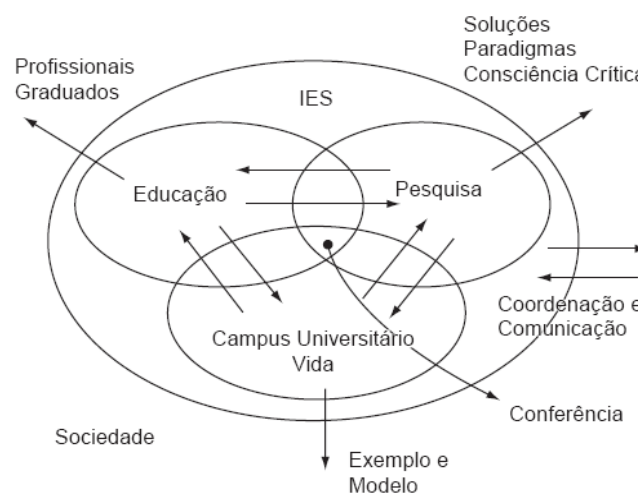 Soluções
Paradigmas
Consciência Crítica
Profissionais
Graduados
IES
Educação
Pesquisa
Campus Universitário
Vida
Coordenação e
Comunicação
Conferência
Sociedade
Exemplo e
Modelo